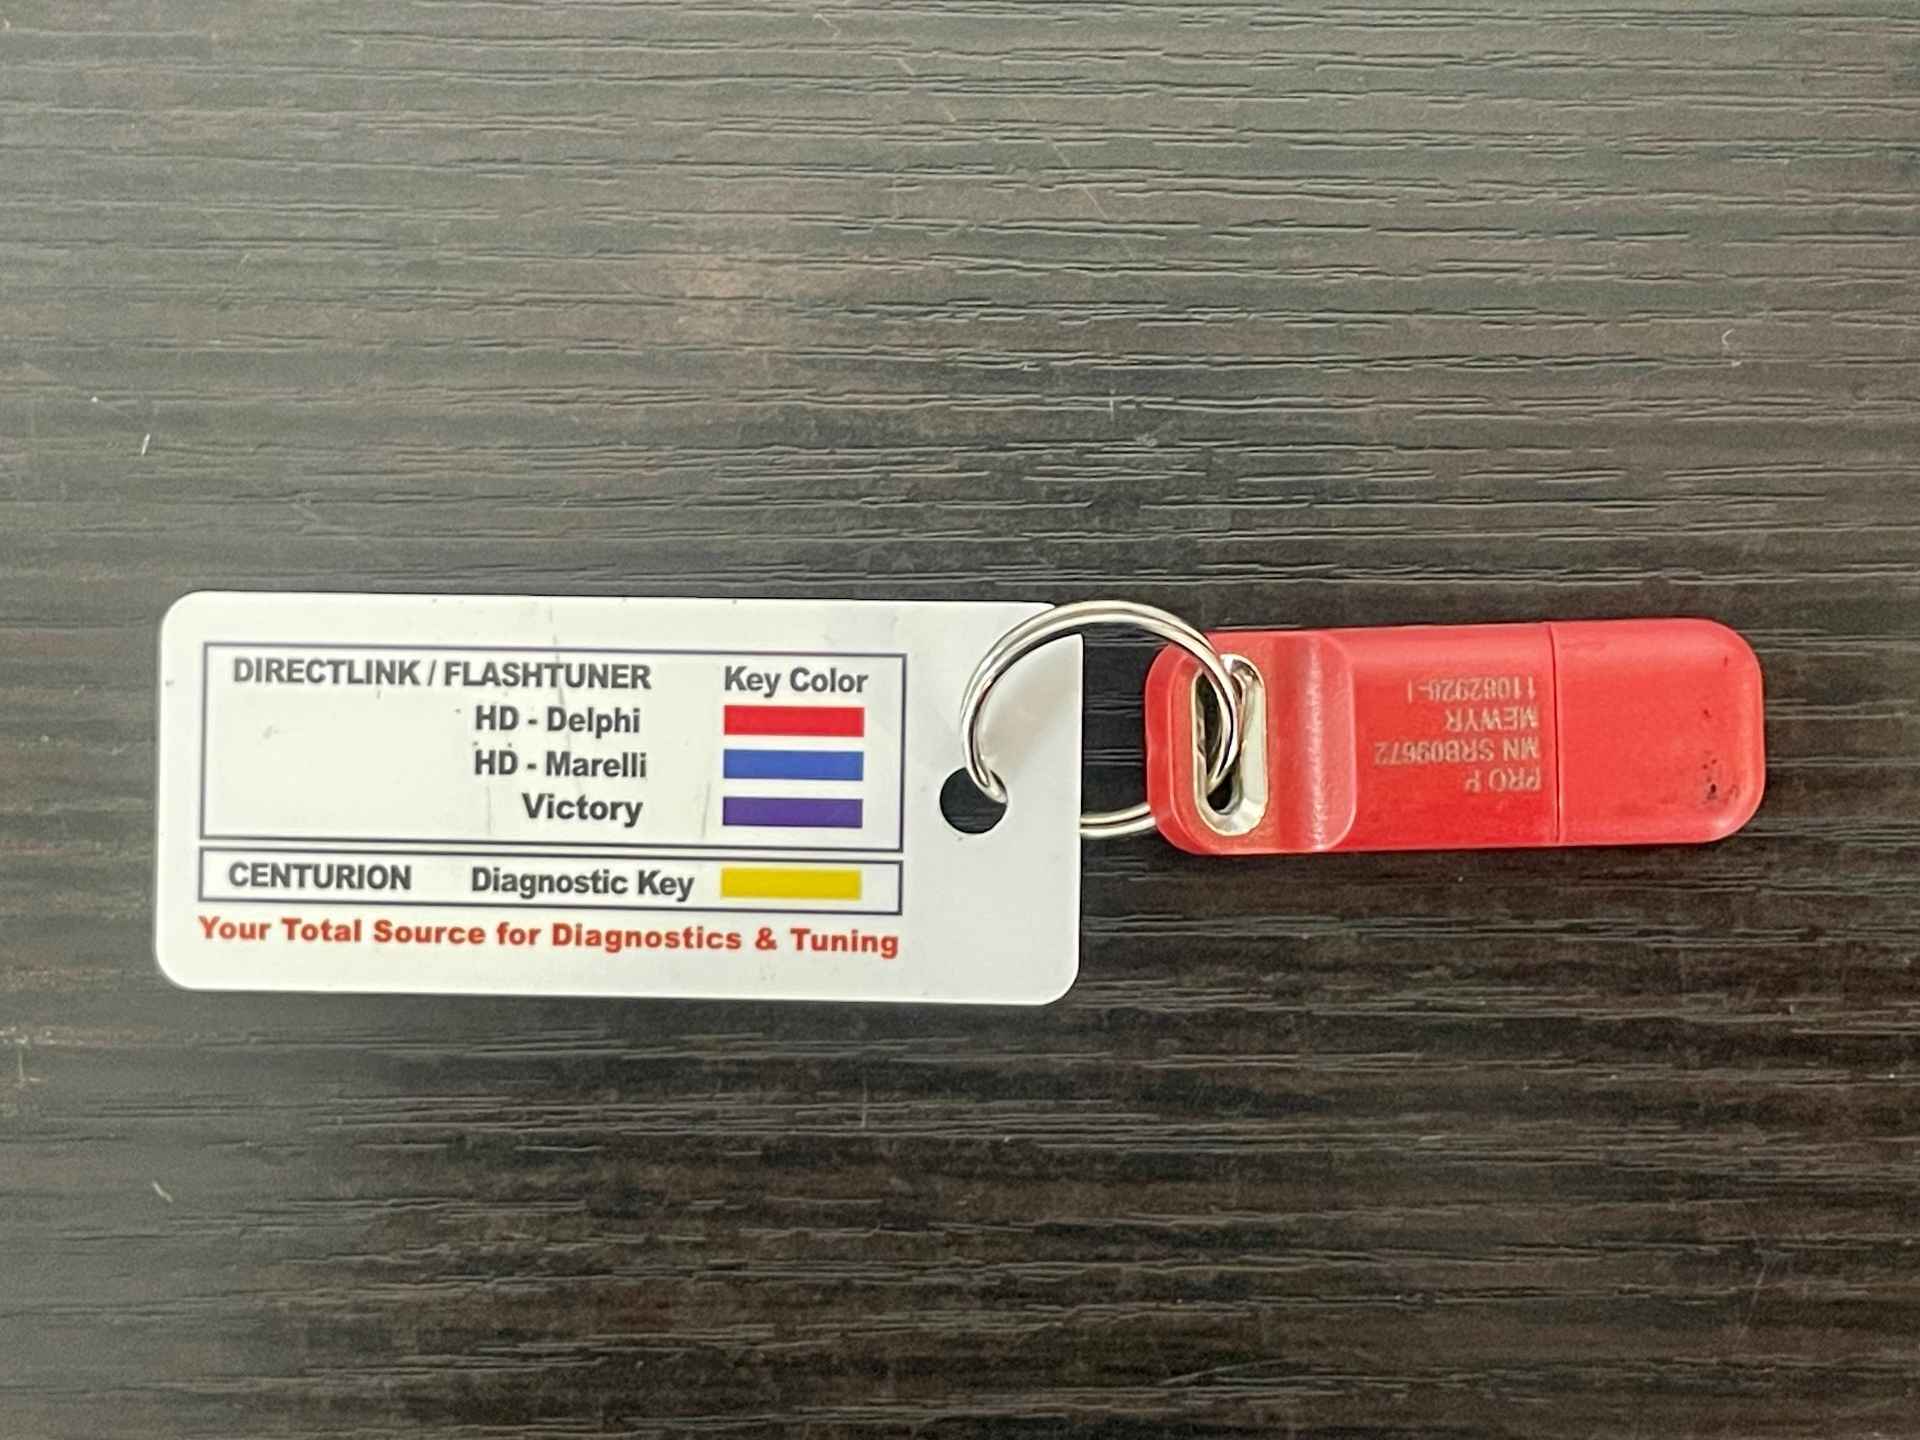 DIRECTLINK / FLASHTUNER Key Color
HD - Delphi
HD - Marelli
Victory
CENTURION Diagnostic Key
Your Total Source for Diagnostics & Tuning
PRO P
MN SRB09672
MEWYR
11082928-1